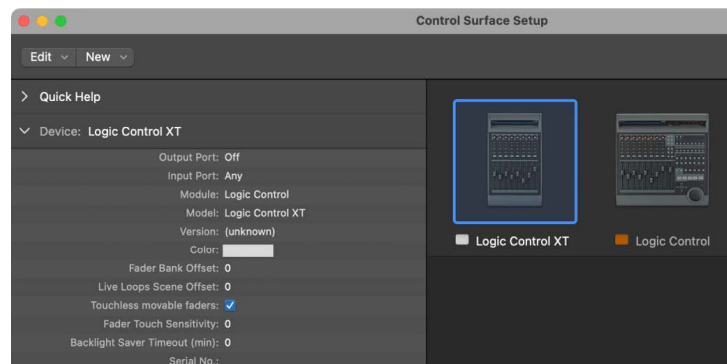 Control Surface Setup
Edit New
Quick Help
Device: Logic Control XT
Output Port: Off
Input Port: Any
Module: Logic Control
Model: Logic Control XT
Version: (unknown)
Color:
Fader Bank Offset: 0
Live Loops Scene Offset: 0
Touchless movable faders:
Fader Touch Sensitivity: 0
Backlight Saver Timeout (min): 0
Serial No.:
Logic Control XT
Logic Control